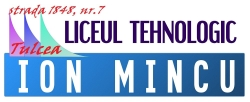 strada 1848, nr.7
LICEUL TEHNOLOGIC
Tulcea
ION MINCU